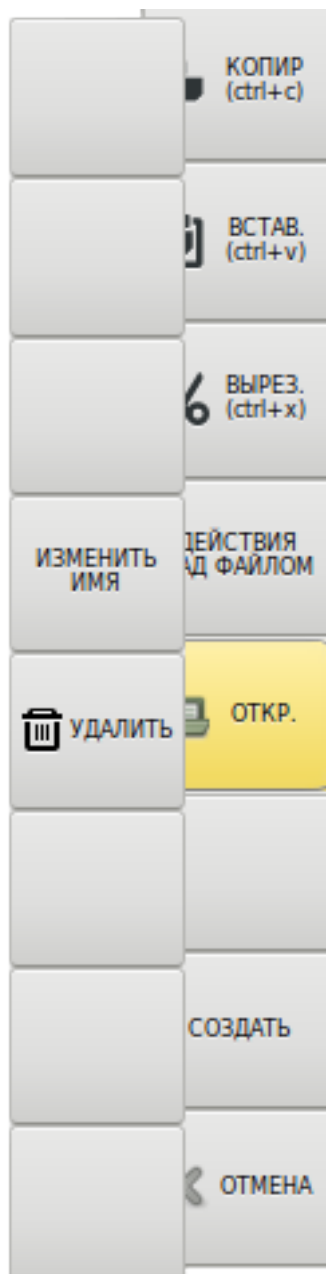 КОПИР
(ctrl+c)
ВСТАВ.
(ctrl+v)
ВЫРЕЗ.
(ctrl+x)
ИЗМЕНИТЬ
ИМЯ
ДЕЙСТВИЯ
АД ФАЙЛОМ
УДАЛИТЬ
ОТКР.
СОЗДАТЬ
ОТМЕНА